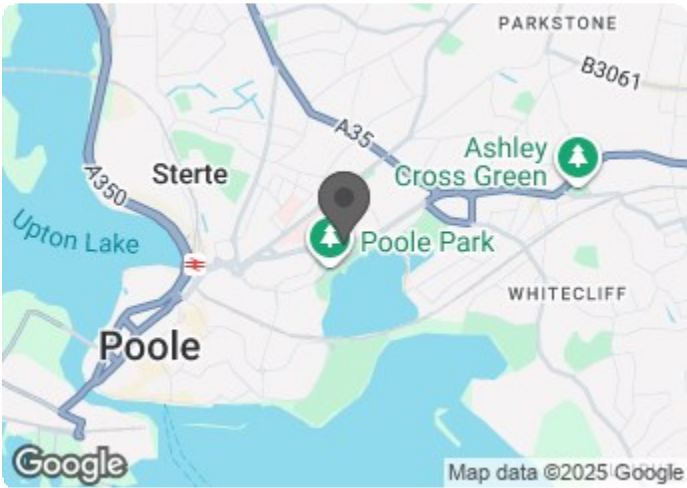 PARKSTONE
B3061
A35
Ashley
Cross Green
Sterte
A350
Upton Lake
Poole Park
WHITECLIFF
Poole
Google
Map data ©2025 Google